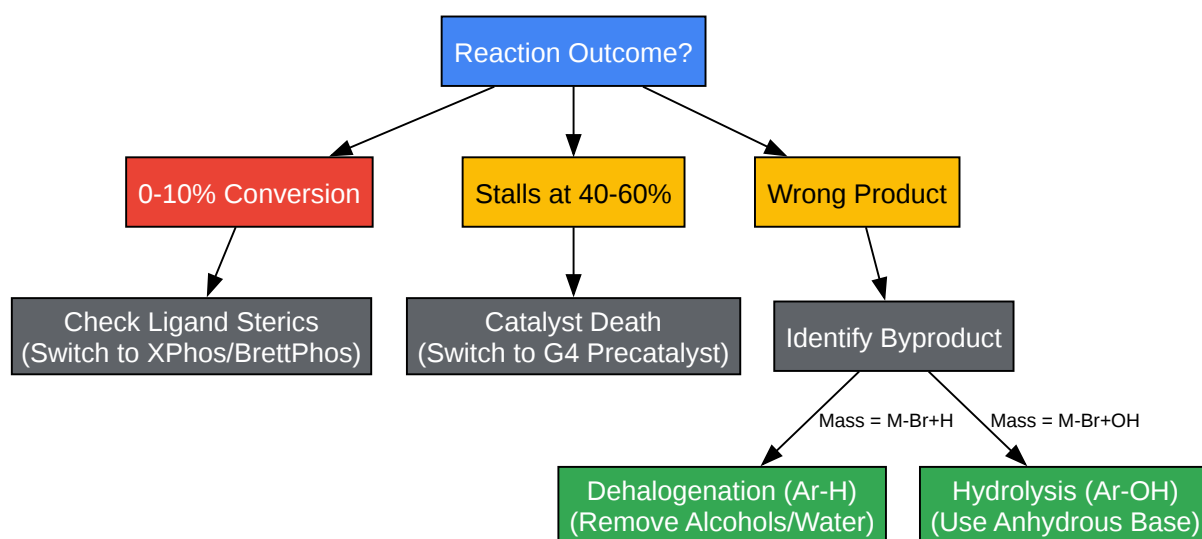 Reaction Outcome?
0-10% Conversion
Stalls at 40-60%
Wrong Product
Check Ligand Sterics
(Switch to XPhos/BrettPhos)
Catalyst Death
(Switch to G4 Precatalyst)
Identify Byproduct
Mass = M-Br+H
Mass = M-Br+OH
Dehalogenation (Ar-H)
(Remove Alcohols/Water)
Hydrolysis (Ar-OH)
(Use Anhydrous Base)